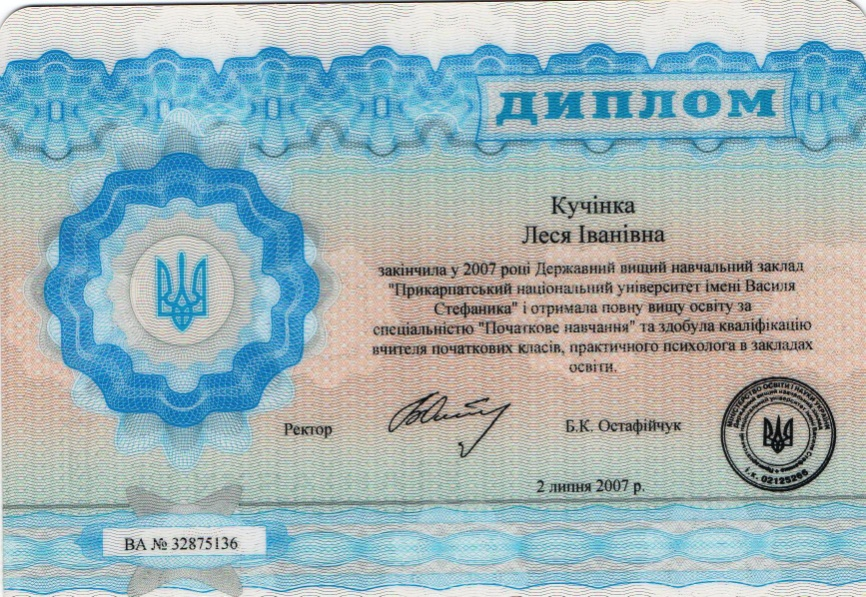 ДИПЛОМ
Кучінка
Леся Іванівна
закінчила у 2007 році Державний вищий навчальний заклад
"Прикарпатський національний університет імені Василя
Стефаника" і отримала повну вищу освіту за
спеціальністю "Початкове навчання" та здобула кваліфікацію
вчителя початкових класів, практичного психолога в закладах
освіти.
Ректор
Б.К. Остафійчук
МІНІСТЕРСТВО ОСВІТИ І НАУКИ УКРАЇНИ
2 липня 2007 р.
ВА № 32875136